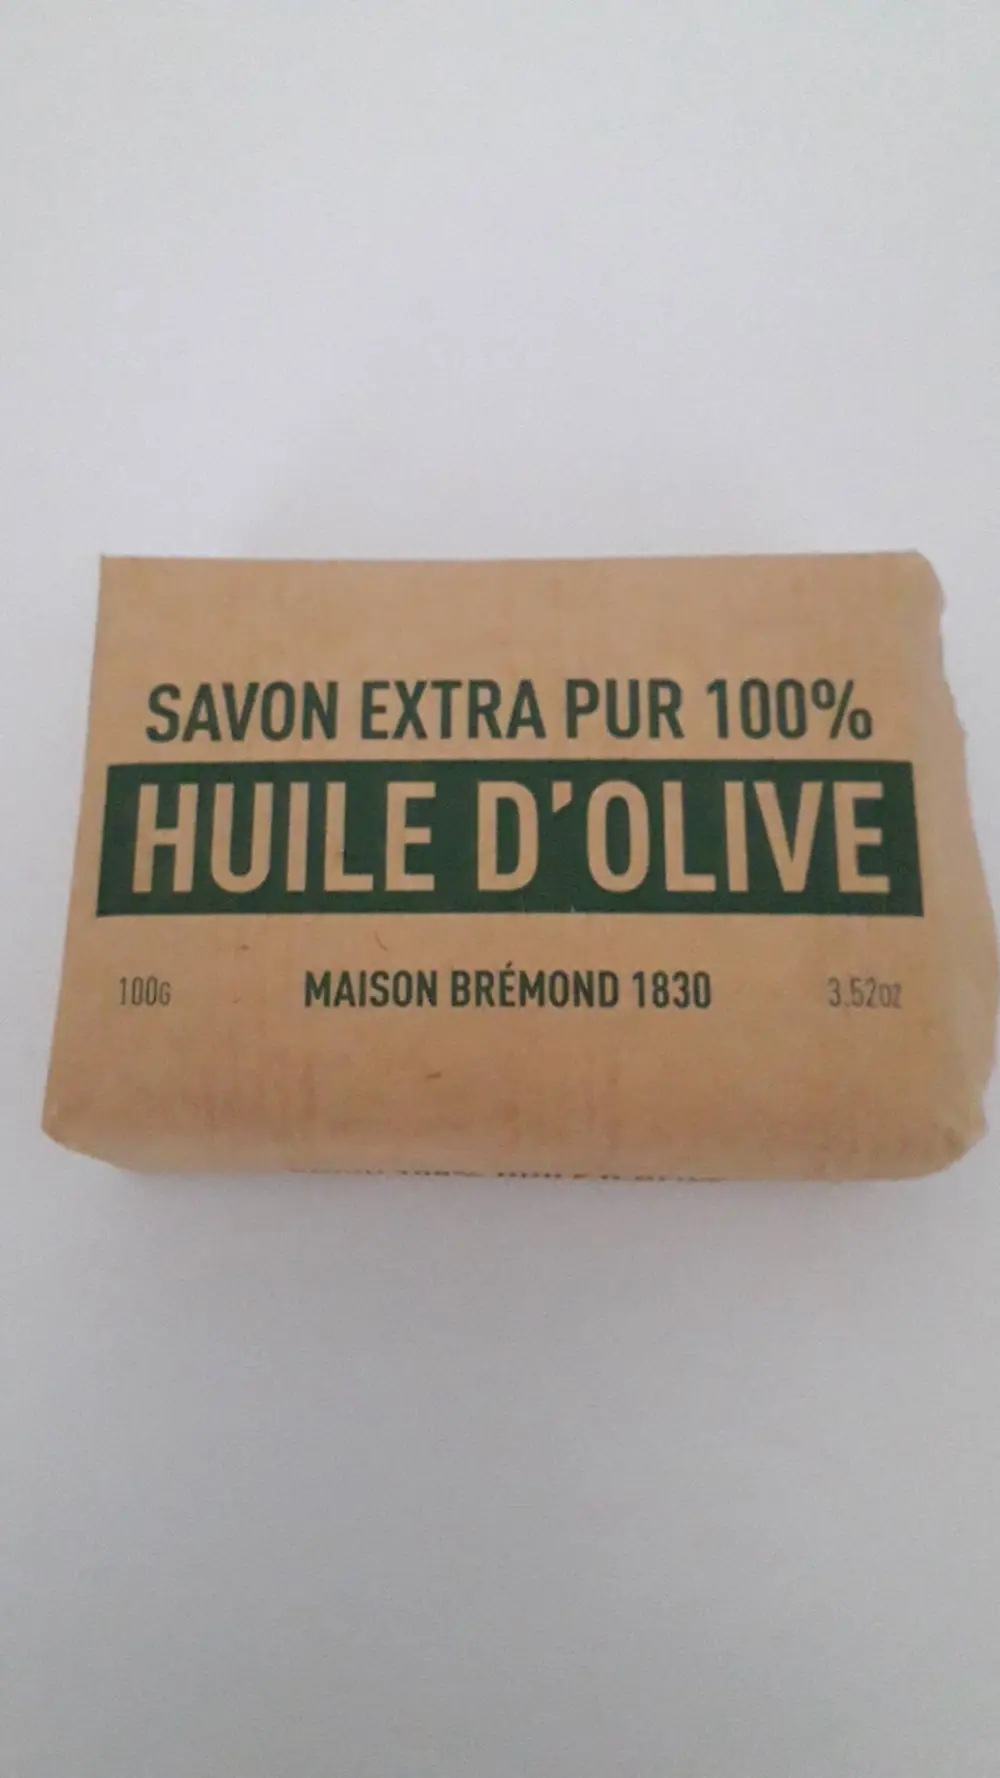 SAVON EXTRA PUR 100%
HUILE D'OLIVE
100G MAISON BRÉMOND 1830 3.52oz